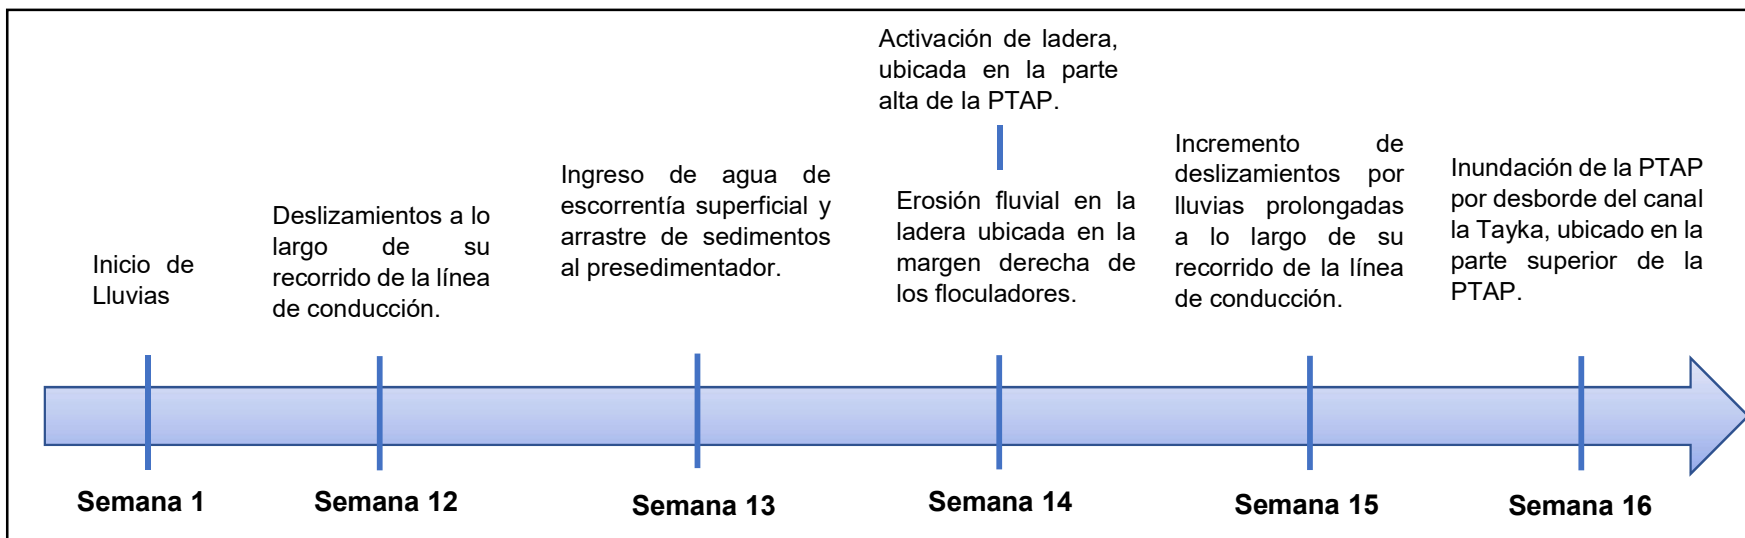 Inicio de
Lluvias
Deslizamientos a lo
largo de su
recorrido de la línea
de conducción.
Ingreso de agua de
escorrentía superficial y
arrastre de sedimentos
al presedimentador.
Activación de ladera,
ubicada en la parte
alta de la PTAP.
Erosión fluvial en la
ladera ubicada en la
margen derecha de
los floculadores.
Incremento de
deslizamientos por
lluvias prolongadas
a lo largo de su
recorrido de la línea
de conducción.
Inundación de la PTAP
por desborde del canal
la Tayka, ubicado en la
parte superior de la
PTAP.
Semana 1
Semana 12
Semana 13
Semana 14
Semana 15
Semana 16